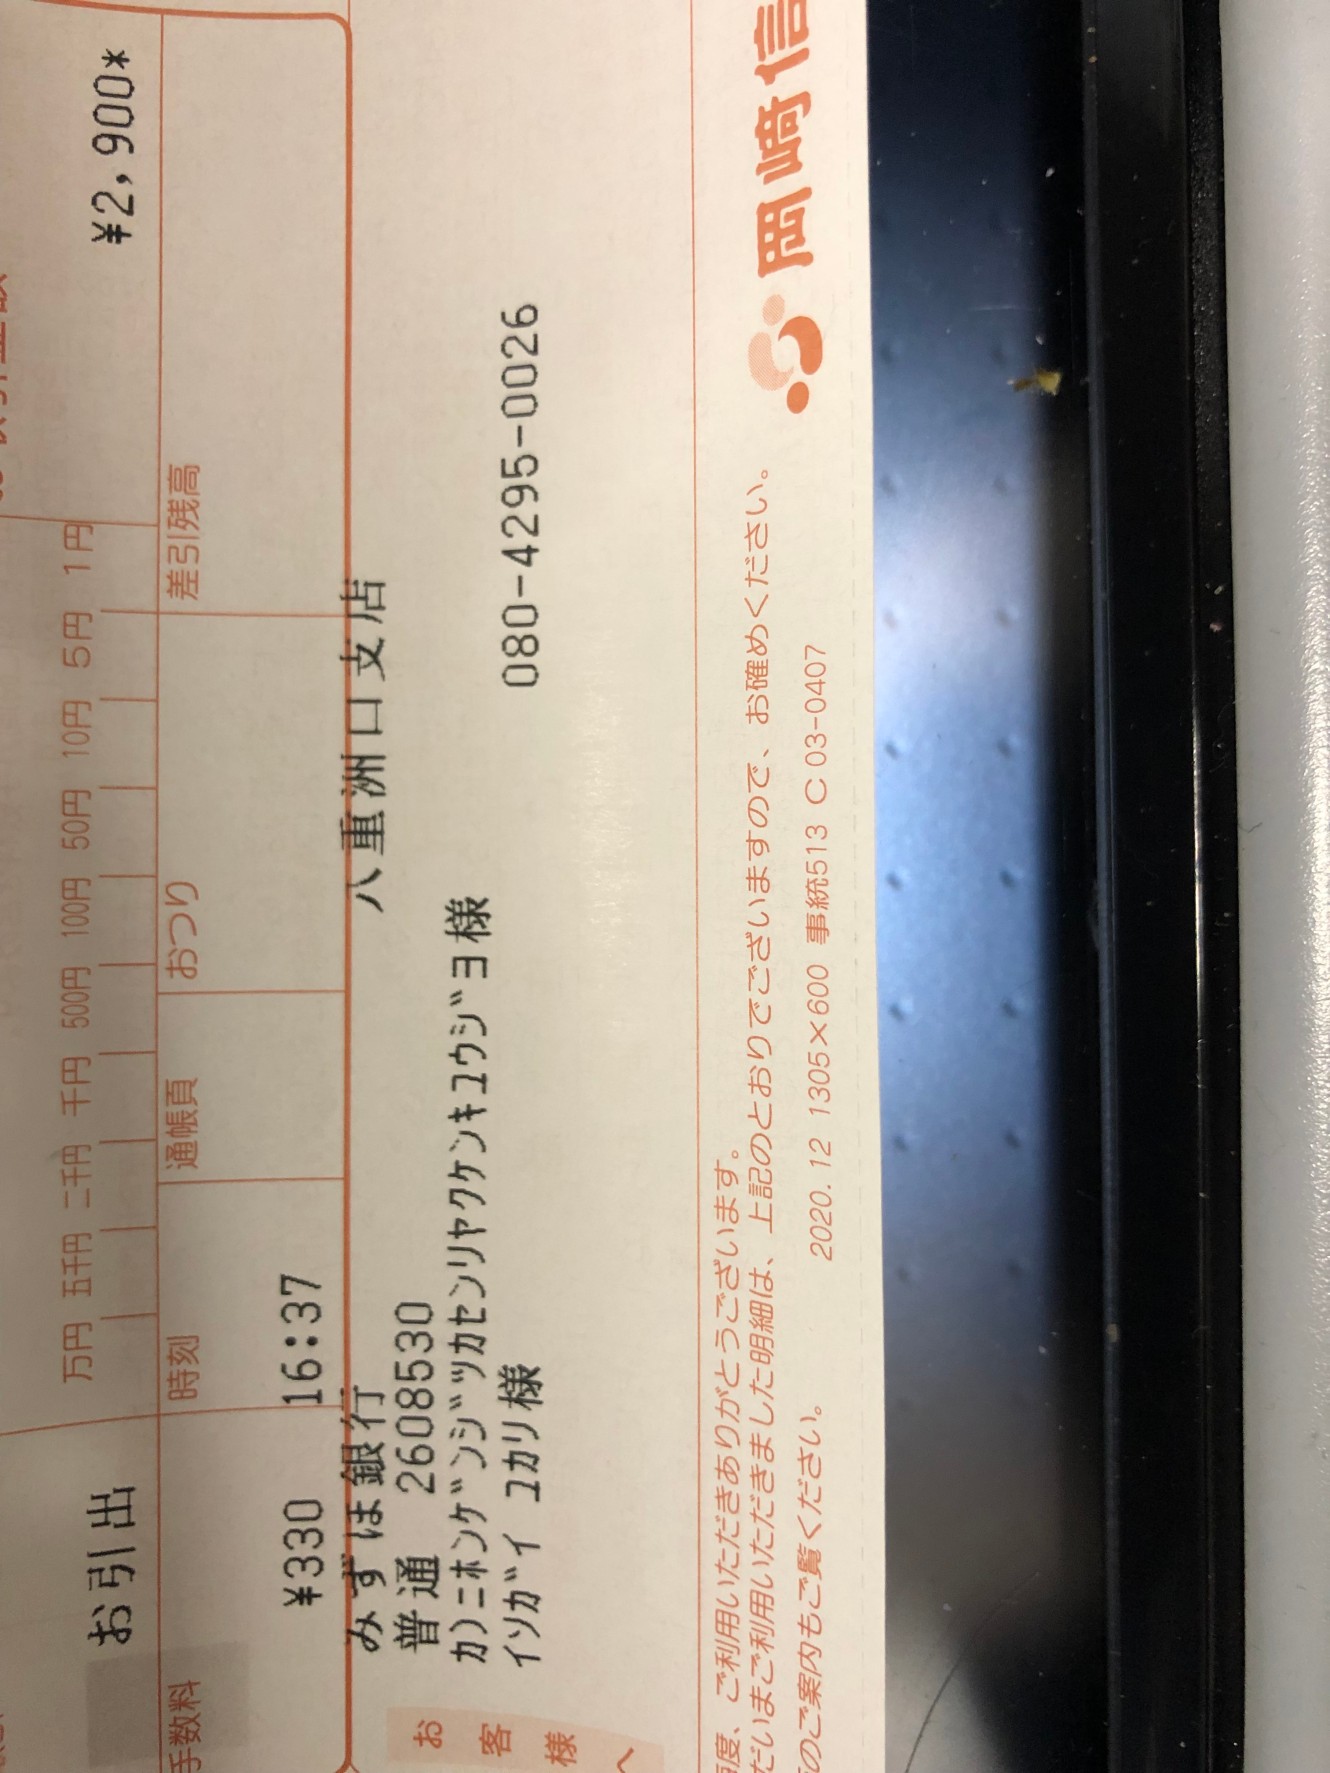 お引出 ¥2,900*
万円 五千円 二千円 千円 500円 100円 50円 10円 5円 1円
手数料 時刻 通帳頁 おつり 差引残高
¥330 16:37
みずほ銀行 八重洲口支店
普通 2608530
カ)ニホンゲンジツカセンリヤクケンキユウジヨ様
イソガイ ユカリ様 080-4295-0026
お客様へ
度、ご利用いただきありがとうございます。
だいまご利用いただきました明細は、上記のとおりでございますので、お確めください。
のご案内もご覧ください。 2020.12 1305×600 事統513 C 03-0407
岡崎信